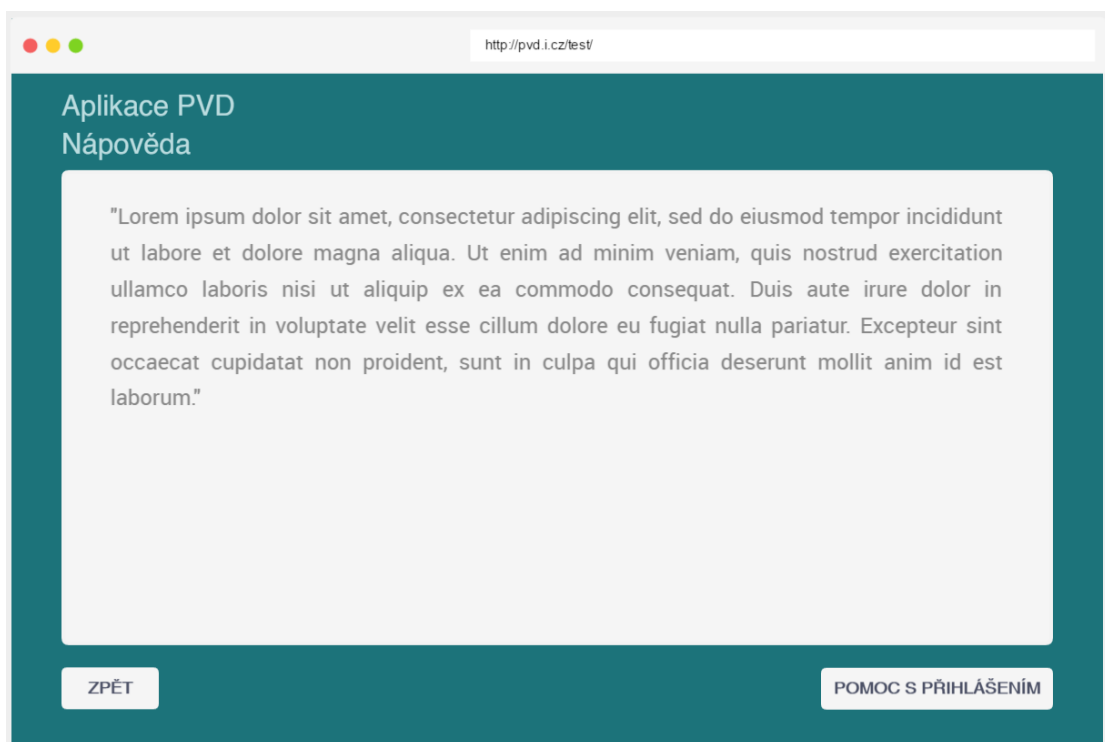 http://pvd.i.cz/test/
Aplikace PVD
Nápověda
"Lorem ipsum dolor sit amet, consectetur adipiscing elit, sed do eiusmod tempor incididunt
ut labore et dolore magna aliqua. Ut enim ad minim veniam, quis nostrud exercitation
ullamco laboris nisi ut aliquip ex ea commodo consequat. Duis aute irure dolor in
reprehenderit in voluptate velit esse cillum dolore eu fugiat nulla pariatur. Excepteur sint
occaecat cupidatat non proident, sunt in culpa qui officia deserunt mollit anim id est
laborum."
ZPĚT
POMOC S PŘIHLÁŠENÍM